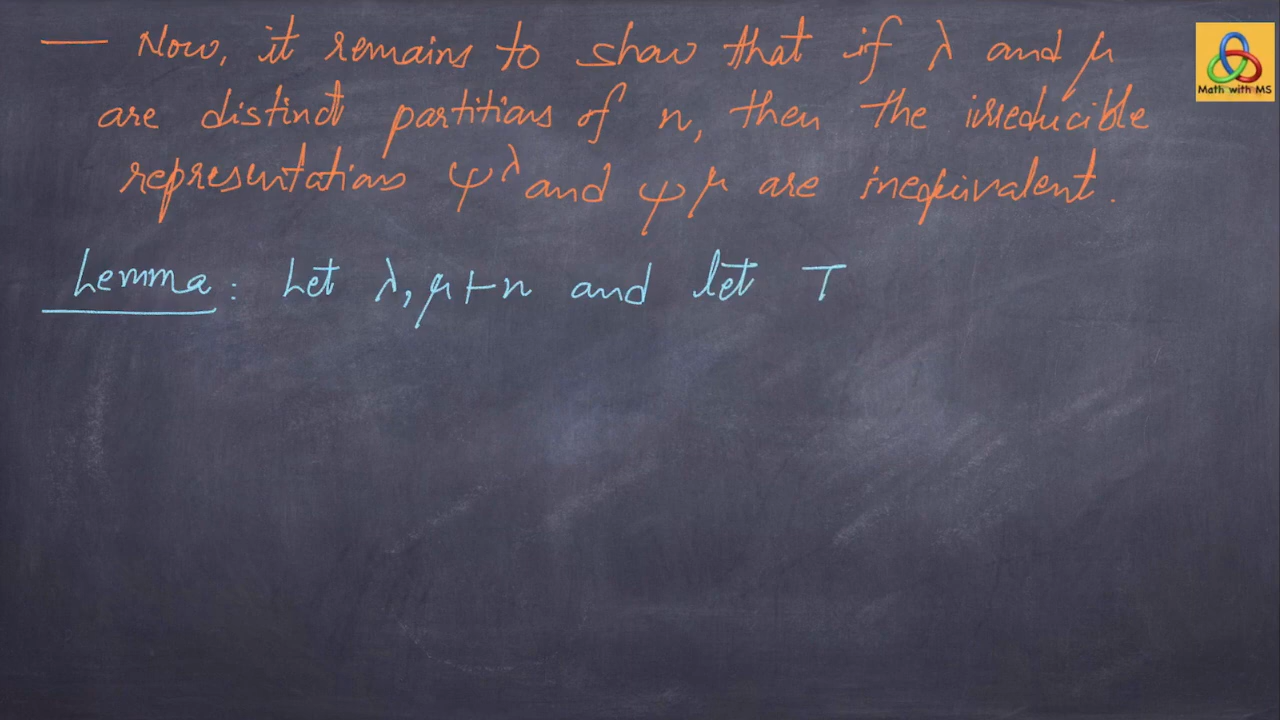 — Now, it remains to show that if λ and μ
are distinct partitions of n, then the irreducible
representations ψ^λ and ψ^μ are inequivalent.
Lemma: Let λ, μ ⊢ n and let T
Math with MS